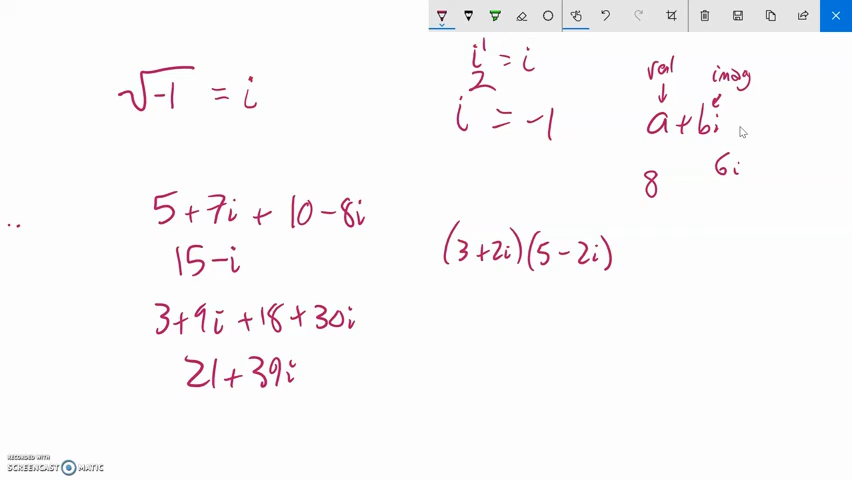 √-1 = i
i¹ = i
i² = -1
real
imag
a + bi
8
6i
5 + 7i + 10 - 8i
15 - i
3 + 9i + 18 + 30i
21 + 39i
(3 + 2i)(5 - 2i)
RECORDED WITH
SCREENCAST MATIC